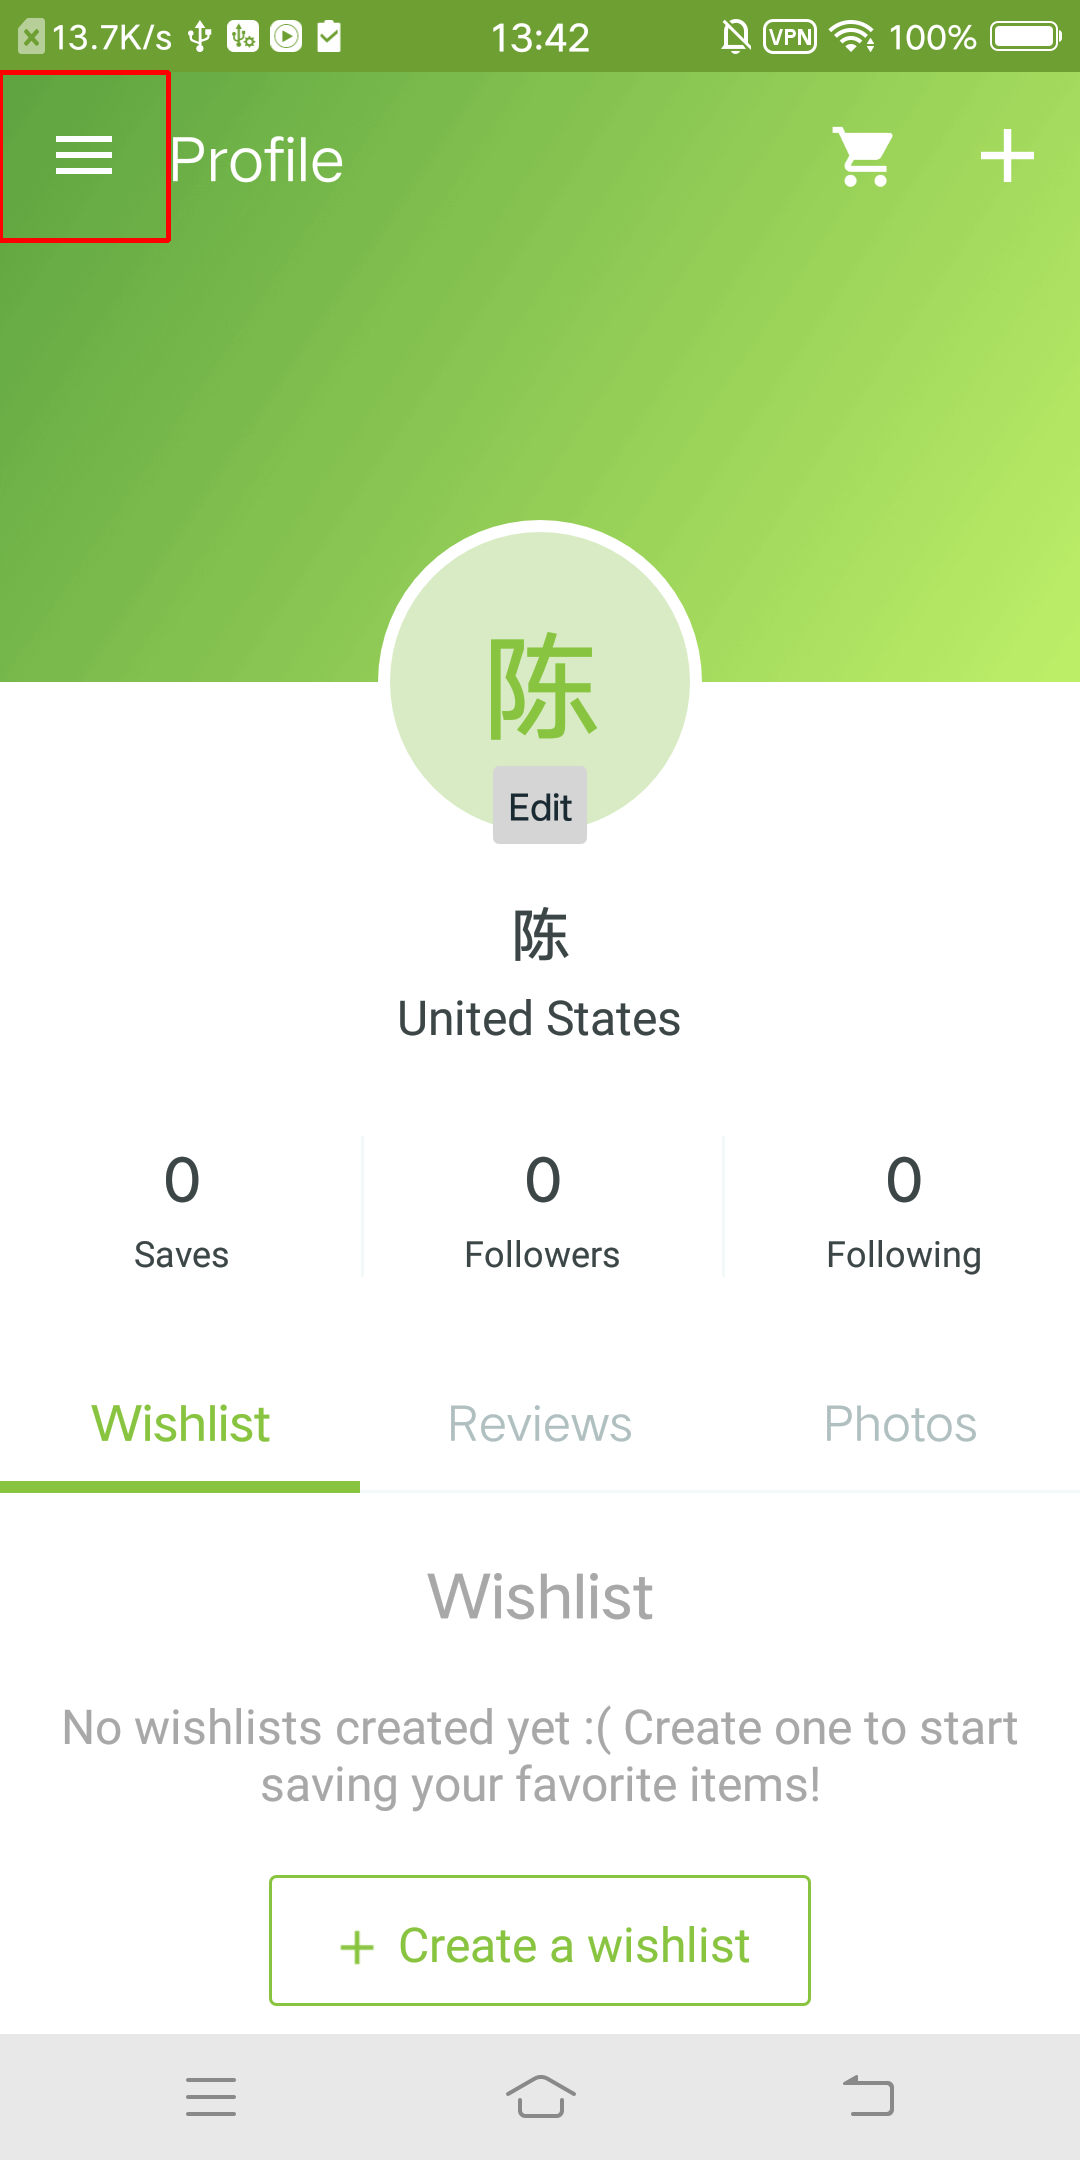 13.7K/s 13:42 VPN 100%
Profile
陈
Edit
陈
United States
0 0 0
Saves Followers Following
Wishlist Reviews Photos
Wishlist
No wishlists created yet :( Create one to start
saving your favorite items!
+ Create a wishlist